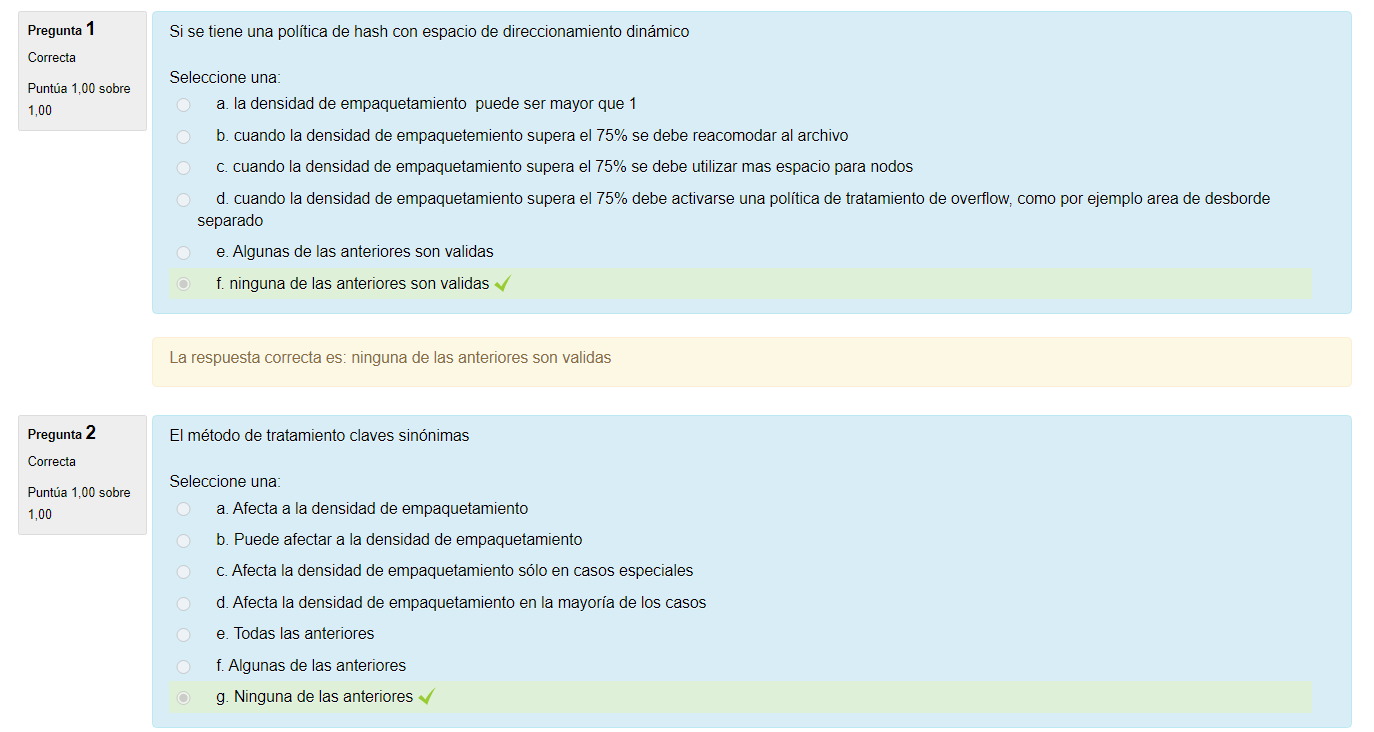 Pregunta 1
Correcta
Puntúa 1,00 sobre
1,00
Si se tiene una política de hash con espacio de direccionamiento dinámico
Seleccione una:
a. la densidad de empaquetamiento  puede ser mayor que 1
b. cuando la densidad de empaquetemiento supera el 75% se debe reacomodar al archivo
c. cuando la densidad de empaquetamiento supera el 75% se debe utilizar mas espacio para nodos
d. cuando la densidad de empaquetamiento supera el 75% debe activarse una política de tratamiento de overflow, como por ejemplo area de desborde
separado
e. Algunas de las anteriores son validas
f. ninguna de las anteriores son validas
La respuesta correcta es: ninguna de las anteriores son validas
Pregunta 2
Correcta
Puntúa 1,00 sobre
1,00
El método de tratamiento claves sinónimas
Seleccione una:
a. Afecta a la densidad de empaquetamiento
b. Puede afectar a la densidad de empaquetamiento
c. Afecta la densidad de empaquetamiento sólo en casos especiales
d. Afecta la densidad de empaquetamiento en la mayoría de los casos
e. Todas las anteriores
f. Algunas de las anteriores
g. Ninguna de las anteriores